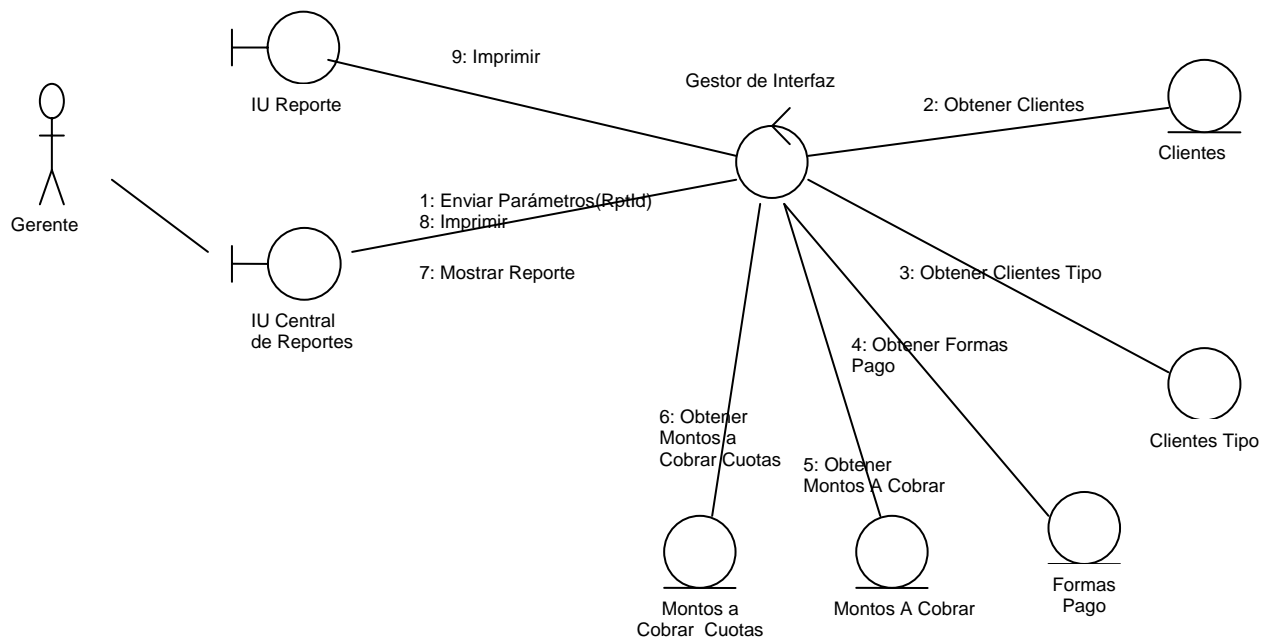 9: Imprimir
Gestor de Interfaz
2: Obtener Clientes
IU Reporte
Clientes
Gerente
1: Enviar Parámetros(RptId)
8: Imprimir
7: Mostrar Reporte
3: Obtener Clientes Tipo
IU Central
de Reportes
4: Obtener Formas
Pago
6: Obtener
Montos a
Cobrar Cuotas
5: Obtener
Montos A Cobrar
Clientes Tipo
Formas
Pago
Montos a
Cobrar Cuotas
Montos A Cobrar